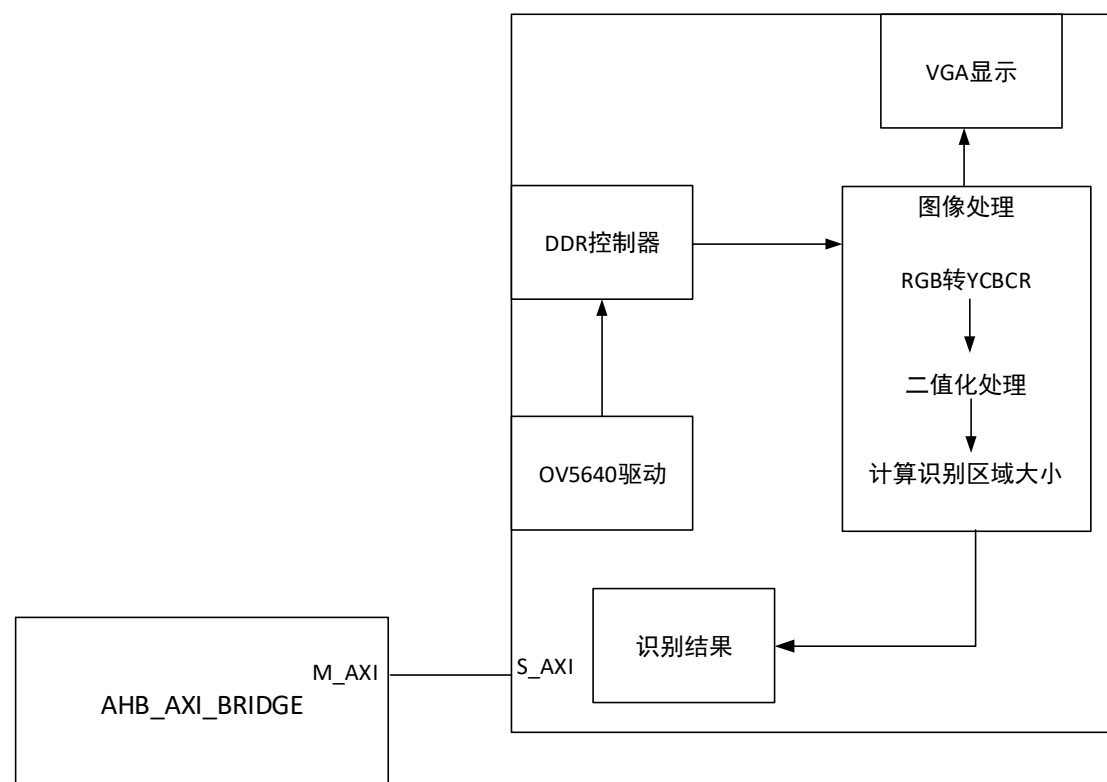 VGA显示
图像处理
DDR控制器
RGB转YCBCR
二值化处理
OV5640驱动
计算识别区域大小
识别结果
M_AXI
S_AXI
AHB_AXI_BRIDGE